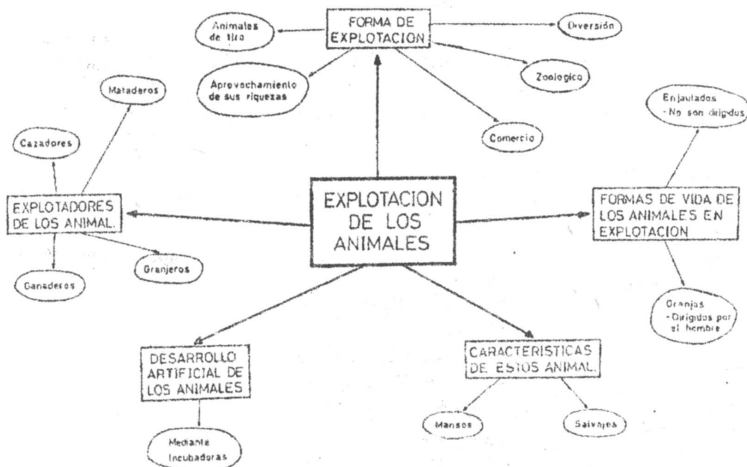 FORMA DE
EXPLOTACION
Animales
de tiro
Diversión
Aprovechamiento
de sus riquezas
Zoologico
Comercio
Mataderos
Cazadores
EXPLOTADORES
DE LOS ANIMAL.
Ganaderos
Granjeros
EXPLOTACION
DE LOS
ANIMALES
Enjaulados
- No son dirigidos
FORMAS DE VIDA DE
LOS ANIMALES EN
EXPLOTACION
Granjas
- Dirigidos por
el hombre
DESARROLLO
ARTIFICIAL DE
LOS ANIMALES
Mediante
Incubadoras
CARACTERISTICAS
DE ESTOS ANIMAL.
Mansos
Salvajes